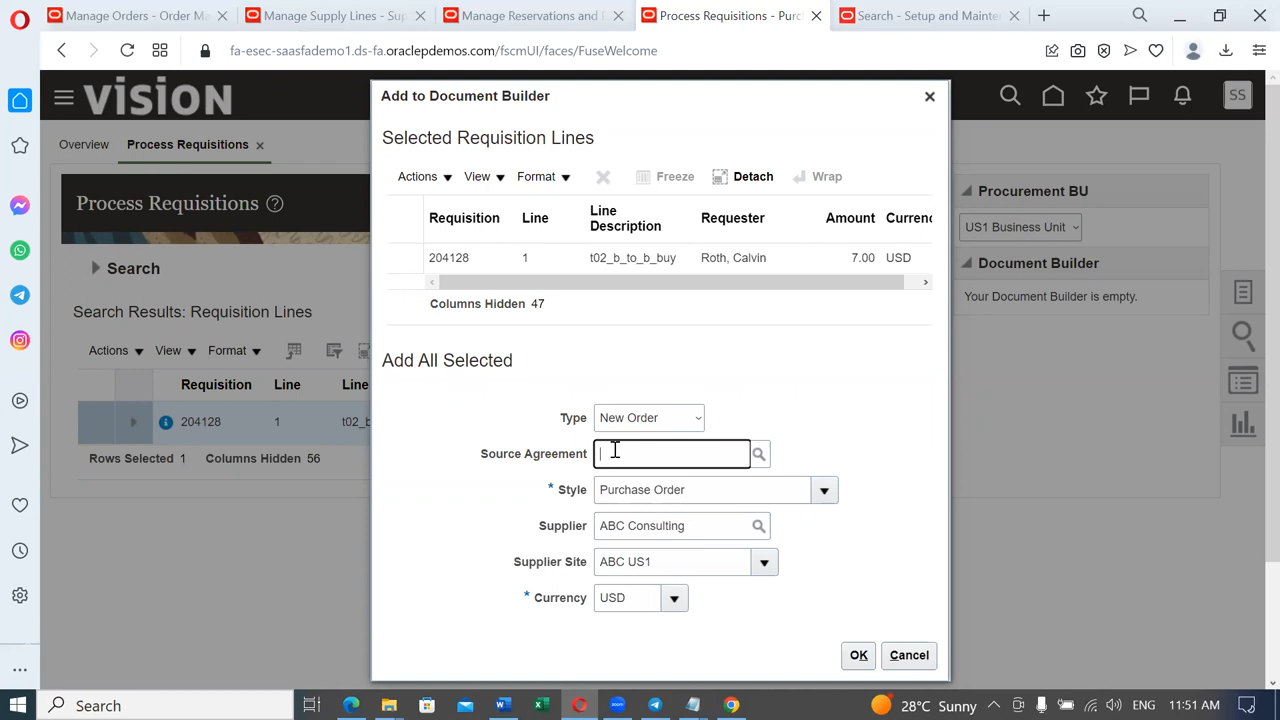 Manage Orders - Order Ma
Manage Supply Lines - Sup
Manage Reservations and P
Process Requisitions - Purch
Search - Setup and Mainte
fa-esec-saasfademo1.ds-fa.oraclepdemos.com/fscmUI/faces/FuseWelcome
vision
SS
Overview
Process Requisitions
Process Requisitions
Search
Search Results: Requisition Lines
Actions View Format
Requisition Line Line
204128 1 t02_b
Rows Selected 1 Columns Hidden 56
Add to Document Builder
Selected Requisition Lines
Actions View Format Freeze Detach Wrap
Requisition Line Line Description Requester Amount Currenc
204128 1 t02_b_to_b_buy Roth, Calvin 7.00 USD
Columns Hidden 47
Add All Selected
Type New Order
Source Agreement
* Style Purchase Order
Supplier ABC Consulting
Supplier Site ABC US1
* Currency USD
OK Cancel
Procurement BU
US1 Business Unit
Document Builder
Your Document Builder is empty.
Search
28°C Sunny
ENG
11:51 AM